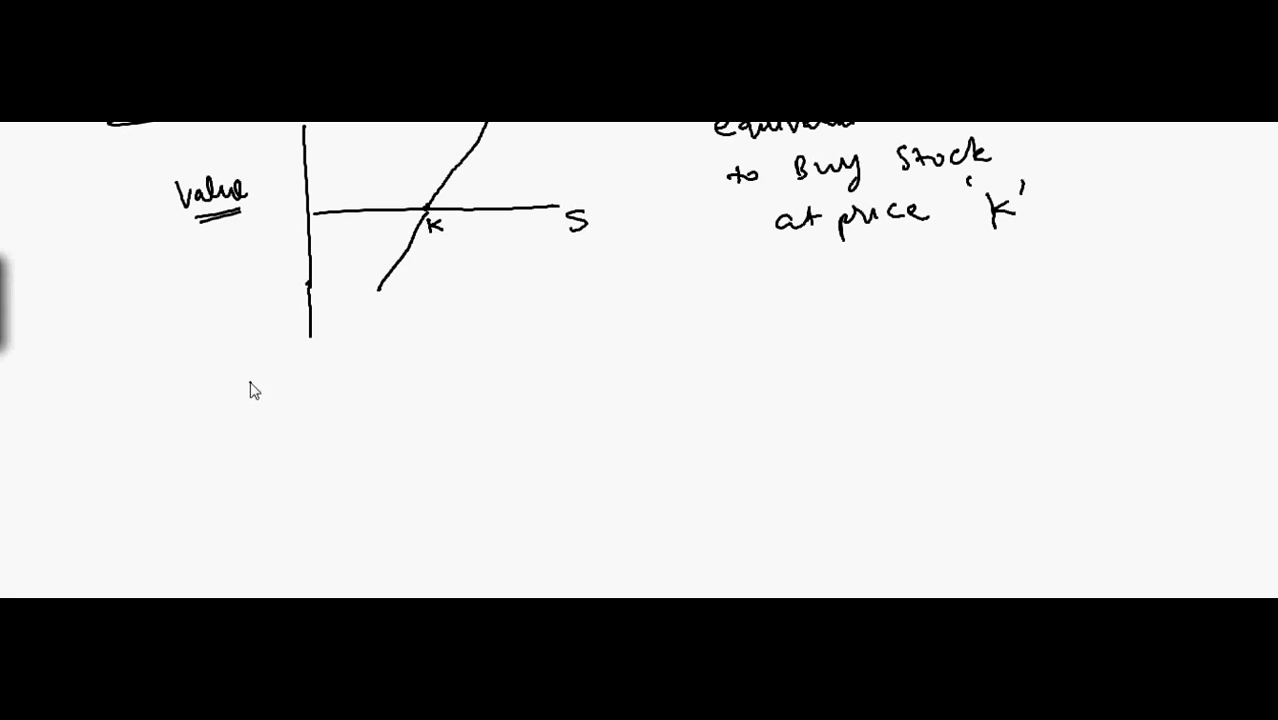 Value
K
S
to Buy Stock
at price 'K'